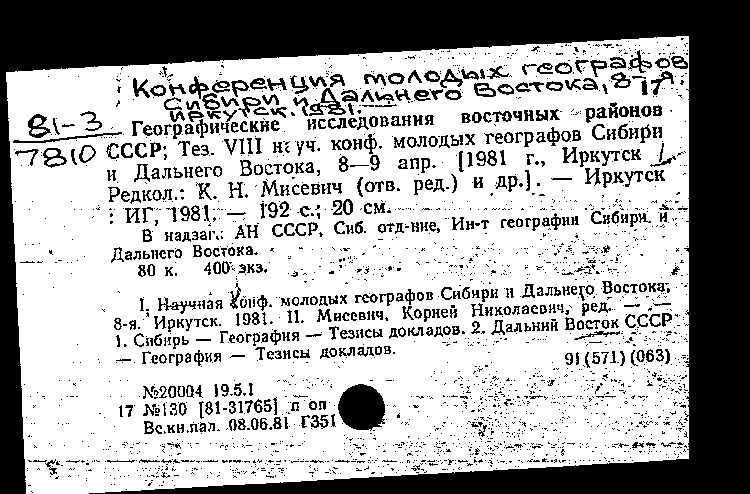 Конференция молодых географов
Сибири и Дальнего Востока, 8-я.
Иркутск. 1981. 17
81-3
7810
Географические исследования восточных районов
СССР; Тез. VIII науч. конф. молодых географов Сибири
и Дальнего Востока, 8—9 апр. [1981 г., Иркутск /
Редкол.: К. Н. Мисевич (отв. ред.) и др.]. — Иркутск
: ИГ, 1981. — 192 с.; 20 см.
В надзаг.: АН СССР, Сиб. отд-ние, Ин-т географии Сибири и
Дальнего Востока.
80 к. 400 экз.
I. Научная конф. молодых географов Сибири и Дальнего Востока,
8-я. Иркутск. 1981. II. Мисевич, Корней Николаевич, ред. — —
1. Сибирь — География — Тезисы докладов. 2. Дальний Восток СССР
— География — Тезисы докладов.
91(571)(063)
№20004 19.5.1
17 №130 [81-31765] п оп
Вс.кн.пал. 08.06.81 Г351